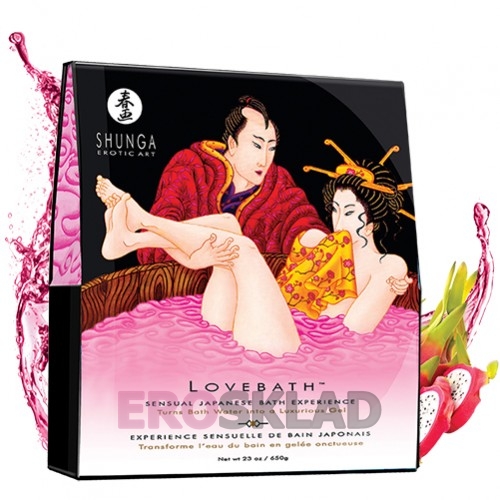 春画
SHUNGA
EROTIC ART
LOVEBATH™
SENSUAL JAPANESE BATH EXPERIENCE
Turns Bath Water into a Luxurious Gel
EROSALAD
EXPERIENCE SENSUELLE DE BAIN JAPONAIS
Transforme l'eau du bain en gelée onctueuse
Net wt 23 oz / 650g